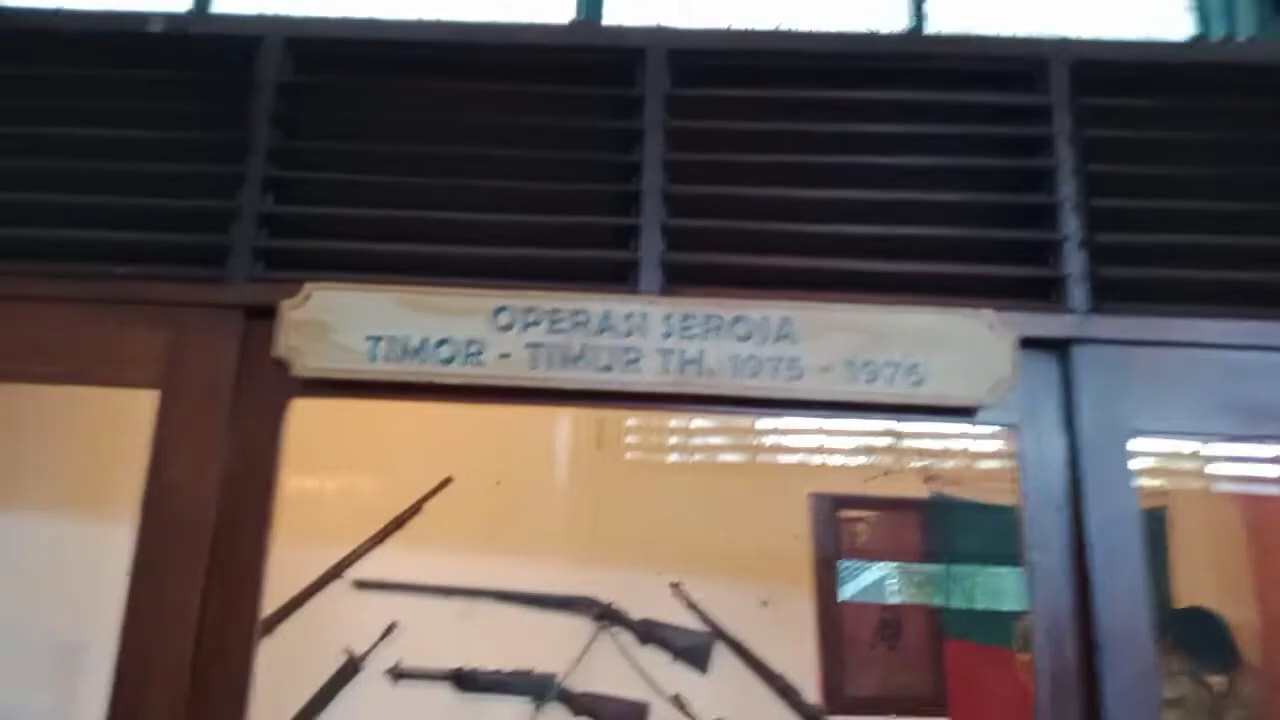 OPERASI SEROJA
TIMOR - TIMUR TH. 1975 - 1976